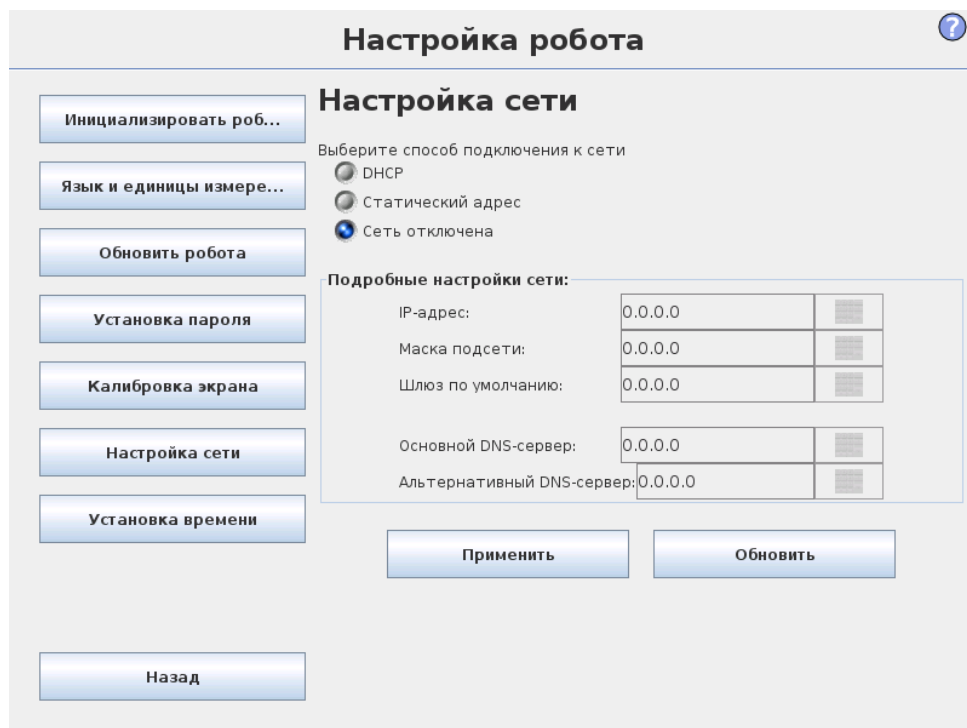 Настройка робота
?
Инициализировать роб...
Язык и единицы измере...
Обновить робота
Установка пароля
Калибровка экрана
Настройка сети
Установка времени
Назад
Настройка сети
Выберите способ подключения к сети
DHCP
Статический адрес
Сеть отключена
Подробные настройки сети:
IP-адрес: 0.0.0.0
Маска подсети: 0.0.0.0
Шлюз по умолчанию: 0.0.0.0
Основной DNS-сервер: 0.0.0.0
Альтернативный DNS-сервер: 0.0.0.0
Применить Обновить